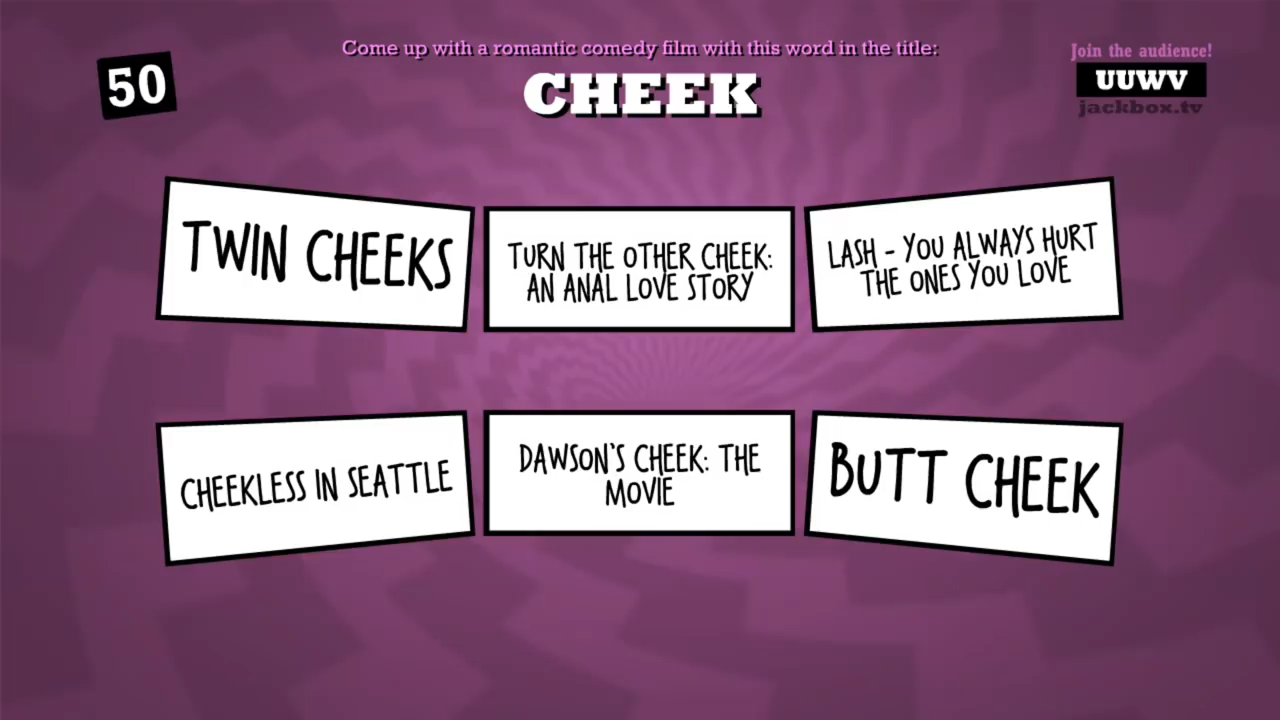 Come up with a romantic comedy film with this word in the title:
CHEEK
50
Join the audience!
UUWV
jackbox.tv
TWIN CHEEKS
TURN THE OTHER CHEEK:
AN ANAL LOVE STORY
LASH - YOU ALWAYS HURT
THE ONES YOU LOVE
CHEEKLESS IN SEATTLE
DAWSON'S CHEEK: THE
MOVIE
BUTT CHEEK